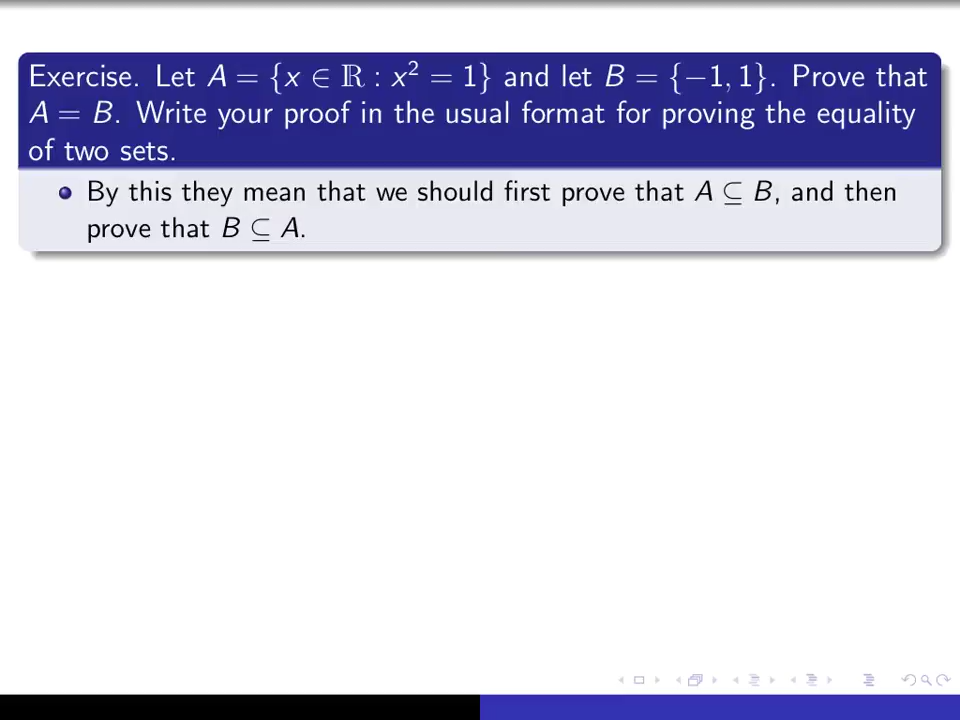 Exercise. Let A = {x ∈ ℝ : x² = 1} and let B = {−1, 1}. Prove that
A = B. Write your proof in the usual format for proving the equality
of two sets.
By this they mean that we should first prove that A ⊆ B, and then
prove that B ⊆ A.